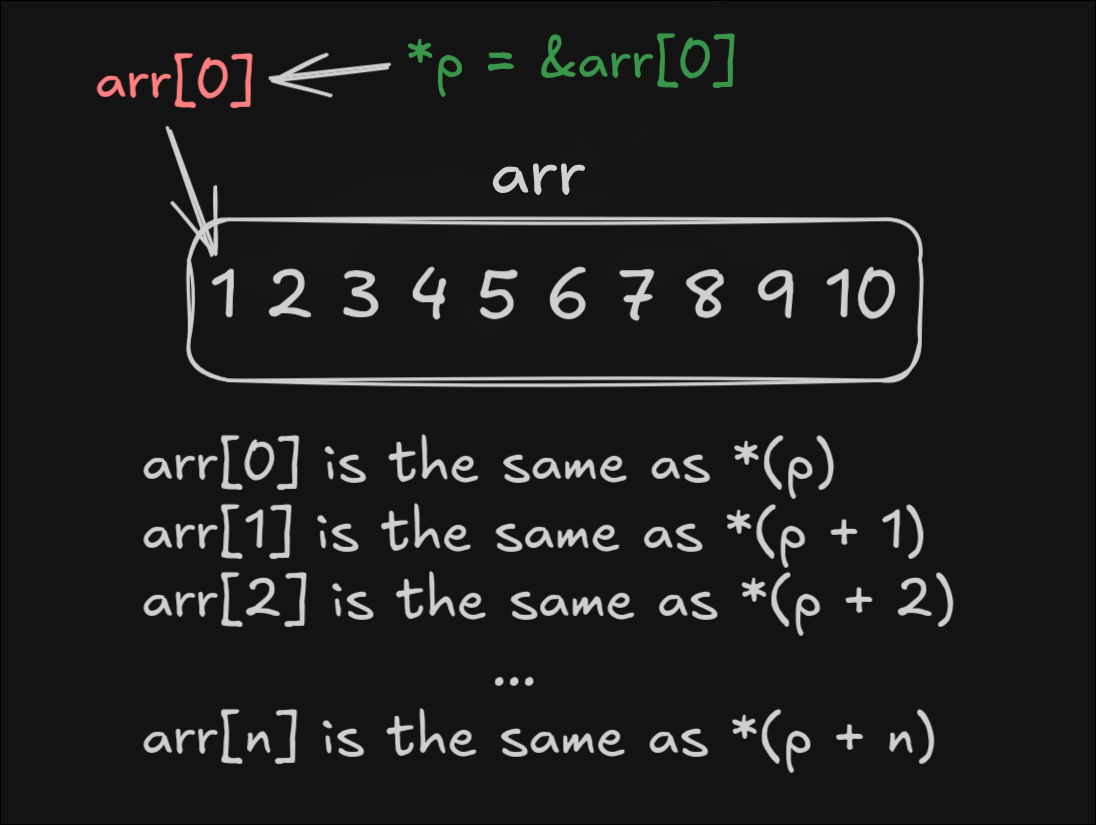 arr[0]
*p = &arr[0]
arr
1 2 3 4 5 6 7 8 9 10
arr[0] is the same as *(p)
arr[1] is the same as *(p + 1)
arr[2] is the same as *(p + 2)
...
arr[n] is the same as *(p + n)